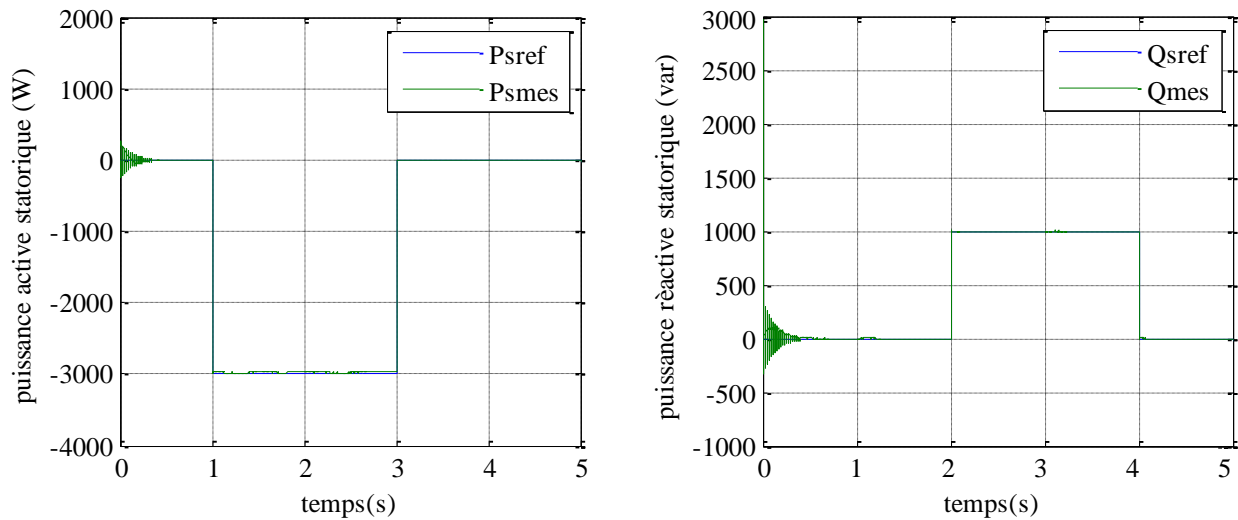 2000
1000
0
-1000
-2000
-3000
-4000
0 1 2 3 4 5
temps(s)
puissance active statorique (W)
Psref
Psmes
3000
2500
2000
1500
1000
500
0
-500
-1000
0 1 2 3 4 5
temps(s)
puissance rèactive statorique (var)
Qsref
Qmes